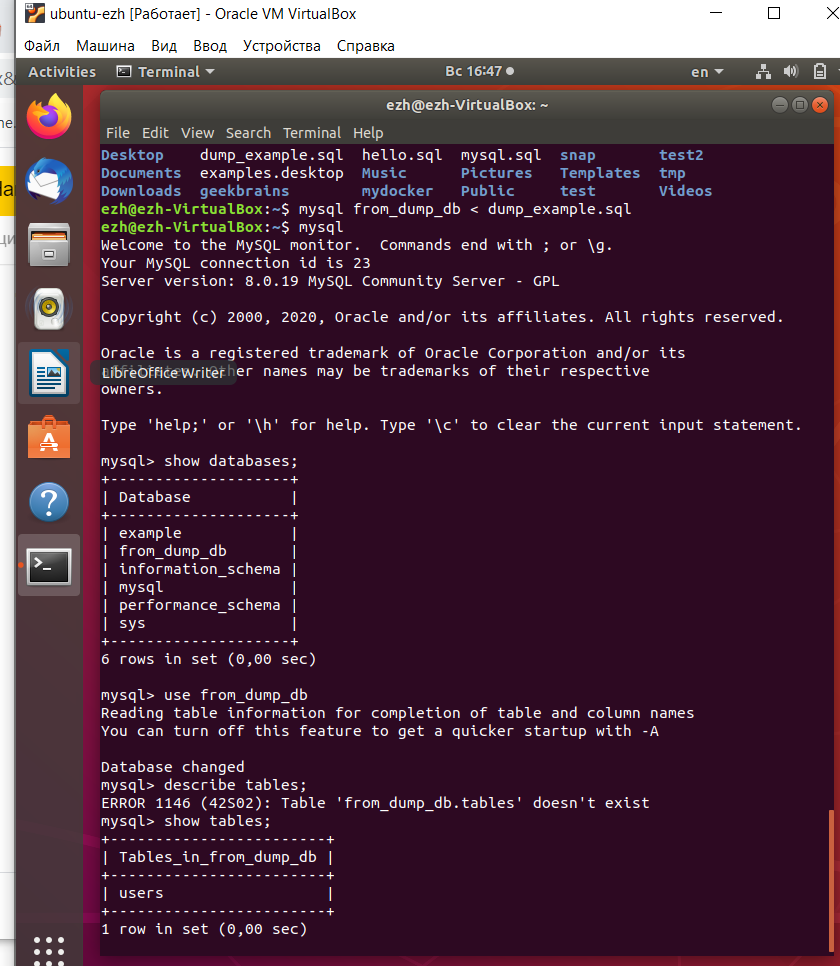 ubuntu-ezh [Работает] - Oracle VM VirtualBox
Файл Машина Вид Ввод Устройства Справка
Activities Terminal Вс 16:47 en
ezh@ezh-VirtualBox: ~
File Edit View Search Terminal Help
Desktop dump_example.sql hello.sql mysql.sql snap test2
Documents examples.desktop Music Pictures Templates tmp
Downloads geekbrains mydocker Public test Videos
ezh@ezh-VirtualBox:~$ mysql from_dump_db < dump_example.sql
ezh@ezh-VirtualBox:~$ mysql
Welcome to the MySQL monitor.  Commands end with ; or \g.
Your MySQL connection id is 23
Server version: 8.0.19 MySQL Community Server - GPL
Copyright (c) 2000, 2020, Oracle and/or its affiliates. All rights reserved.
Oracle is a registered trademark of Oracle Corporation and/or its
names may be trademarks of their respective
LibreOffice Writer
owners.
Type 'help;' or '\h' for help. Type '\c' to clear the current input statement.
mysql> show databases;
+--------------------+
| Database           |
+--------------------+
| example            |
| from_dump_db       |
| information_schema |
| mysql              |
| performance_schema |
| sys                |
+--------------------+
6 rows in set (0,00 sec)
mysql> use from_dump_db
Reading table information for completion of table and column names
You can turn off this feature to get a quicker startup with -A
Database changed
mysql> describe tables;
ERROR 1146 (42S02): Table 'from_dump_db.tables' doesn't exist
mysql> show tables;
+------------------------+
| Tables_in_from_dump_db |
+------------------------+
| users                  |
+------------------------+
1 row in set (0,00 sec)